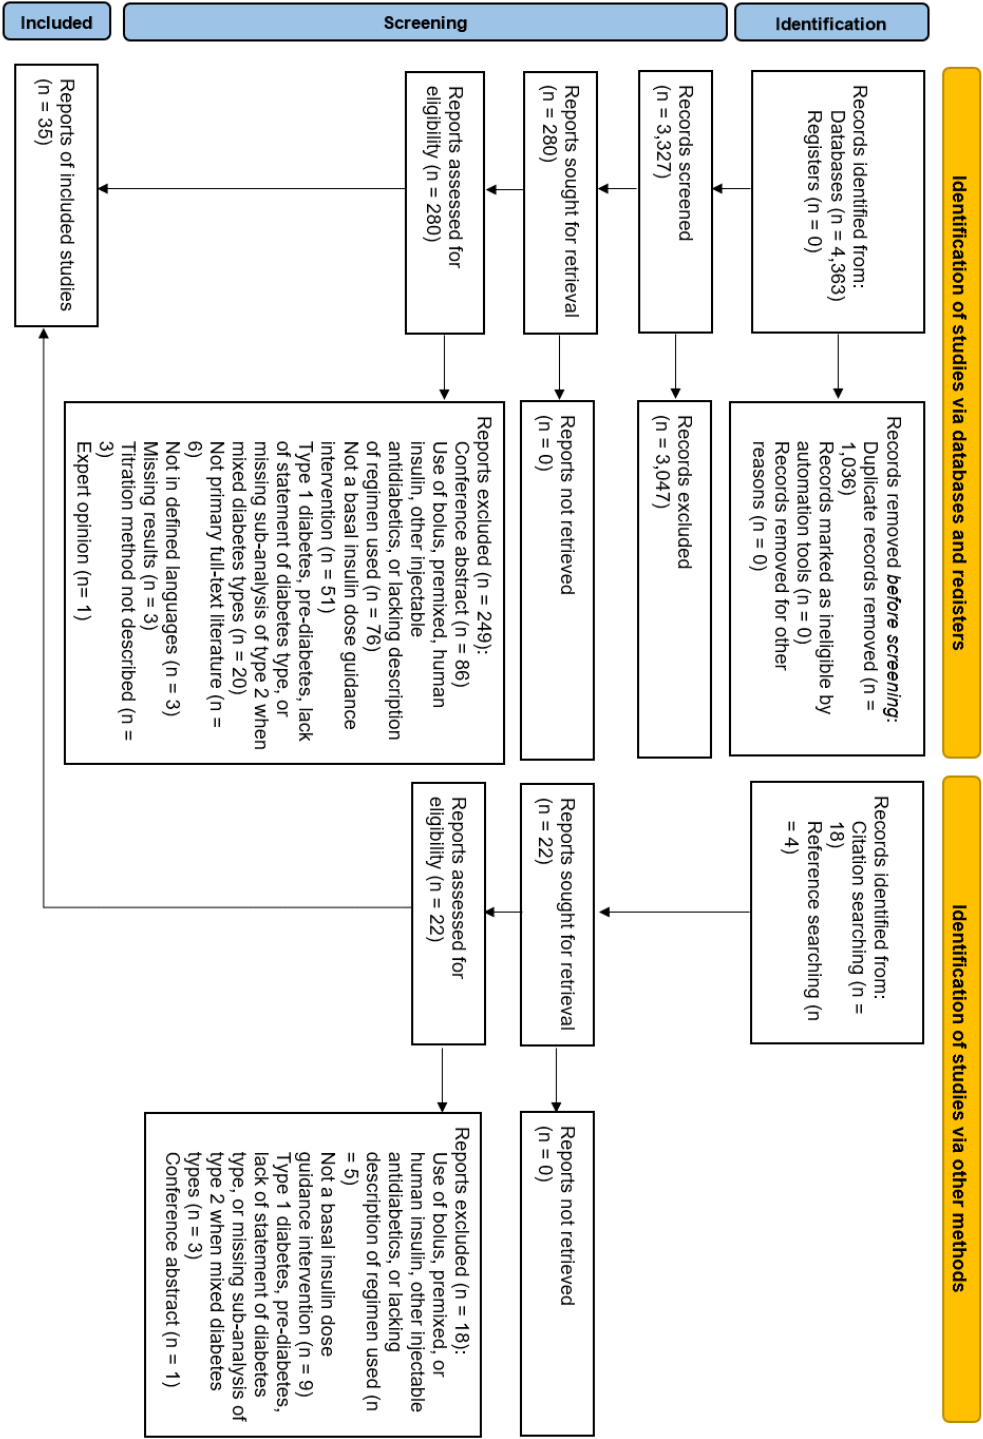 Identification of studies via databases and registers
Identification of studies via other methods
Identification
Records identified from:
Databases (n = 4,363)
Registers (n = 0)
Records removed before screening:
Duplicate records removed (n =
1,036)
Records marked as ineligible by
automation tools (n = 0)
Records removed for other
reasons (n = 0)
Records identified from:
Citation searching (n =
18)
Reference searching (n
= 4)
Screening
Records screened
(n = 3,327)
Records excluded
(n = 3,047)
Reports sought for retrieval
(n = 280)
Reports not retrieved
(n = 0)
Reports sought for retrieval
(n = 22)
Reports not retrieved
(n = 0)
Reports assessed for
eligibility (n = 280)
Reports excluded (n = 249):
Conference abstract (n = 86)
Use of bolus, premixed, human
insulin, other injectable
antidiabetics, or lacking description
of regimen used (n = 76)
Not a basal insulin dose guidance
intervention (n = 51)
Type 1 diabetes, pre-diabetes, lack
of statement of diabetes type, or
missing sub-analysis of type 2 when
mixed diabetes types (n = 20)
Not primary full-text literature (n =
6)
Not in defined languages (n = 3)
Missing results (n = 3)
Titration method not described (n =
3)
Expert opinion (n= 1)
Reports assessed for
eligibility (n = 22)
Reports excluded (n = 18):
Use of bolus, premixed, or
human insulin, other injectable
antidiabetics, or lacking
description of regimen used (n
= 5)
Not a basal insulin dose
guidance intervention (n = 9)
Type 1 diabetes, pre-diabetes,
lack of statement of diabetes
type, or missing sub-analysis of
type 2 when mixed diabetes
types (n = 3)
Conference abstract (n = 1)
Included
Reports of included studies
(n = 35)